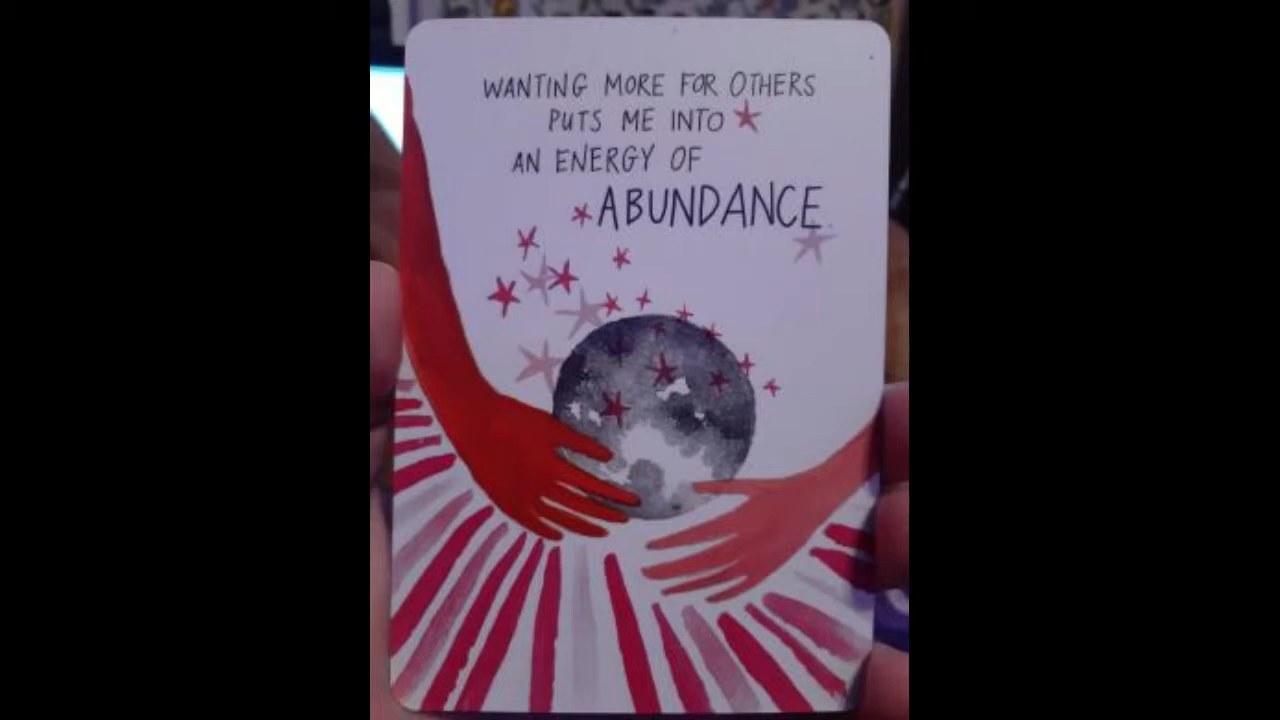 WANTING MORE FOR OTHERS
PUTS ME INTO
AN ENERGY OF
ABUNDANCE